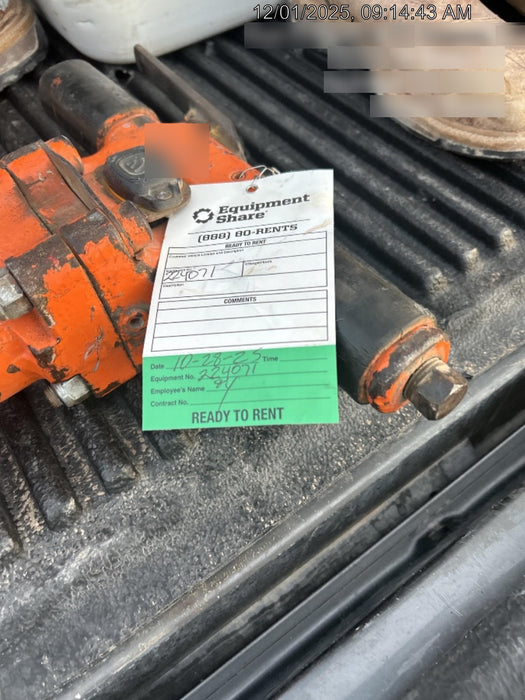 12/01/2025, 09:14:43 AM
Equipment
Share
(888) 80-RENTS
READY TO RENT
224071
COMMENTS
Date 10-28-25 Time
Equipment No. 224071
Employee's Name
Contract No.
READY TO RENT